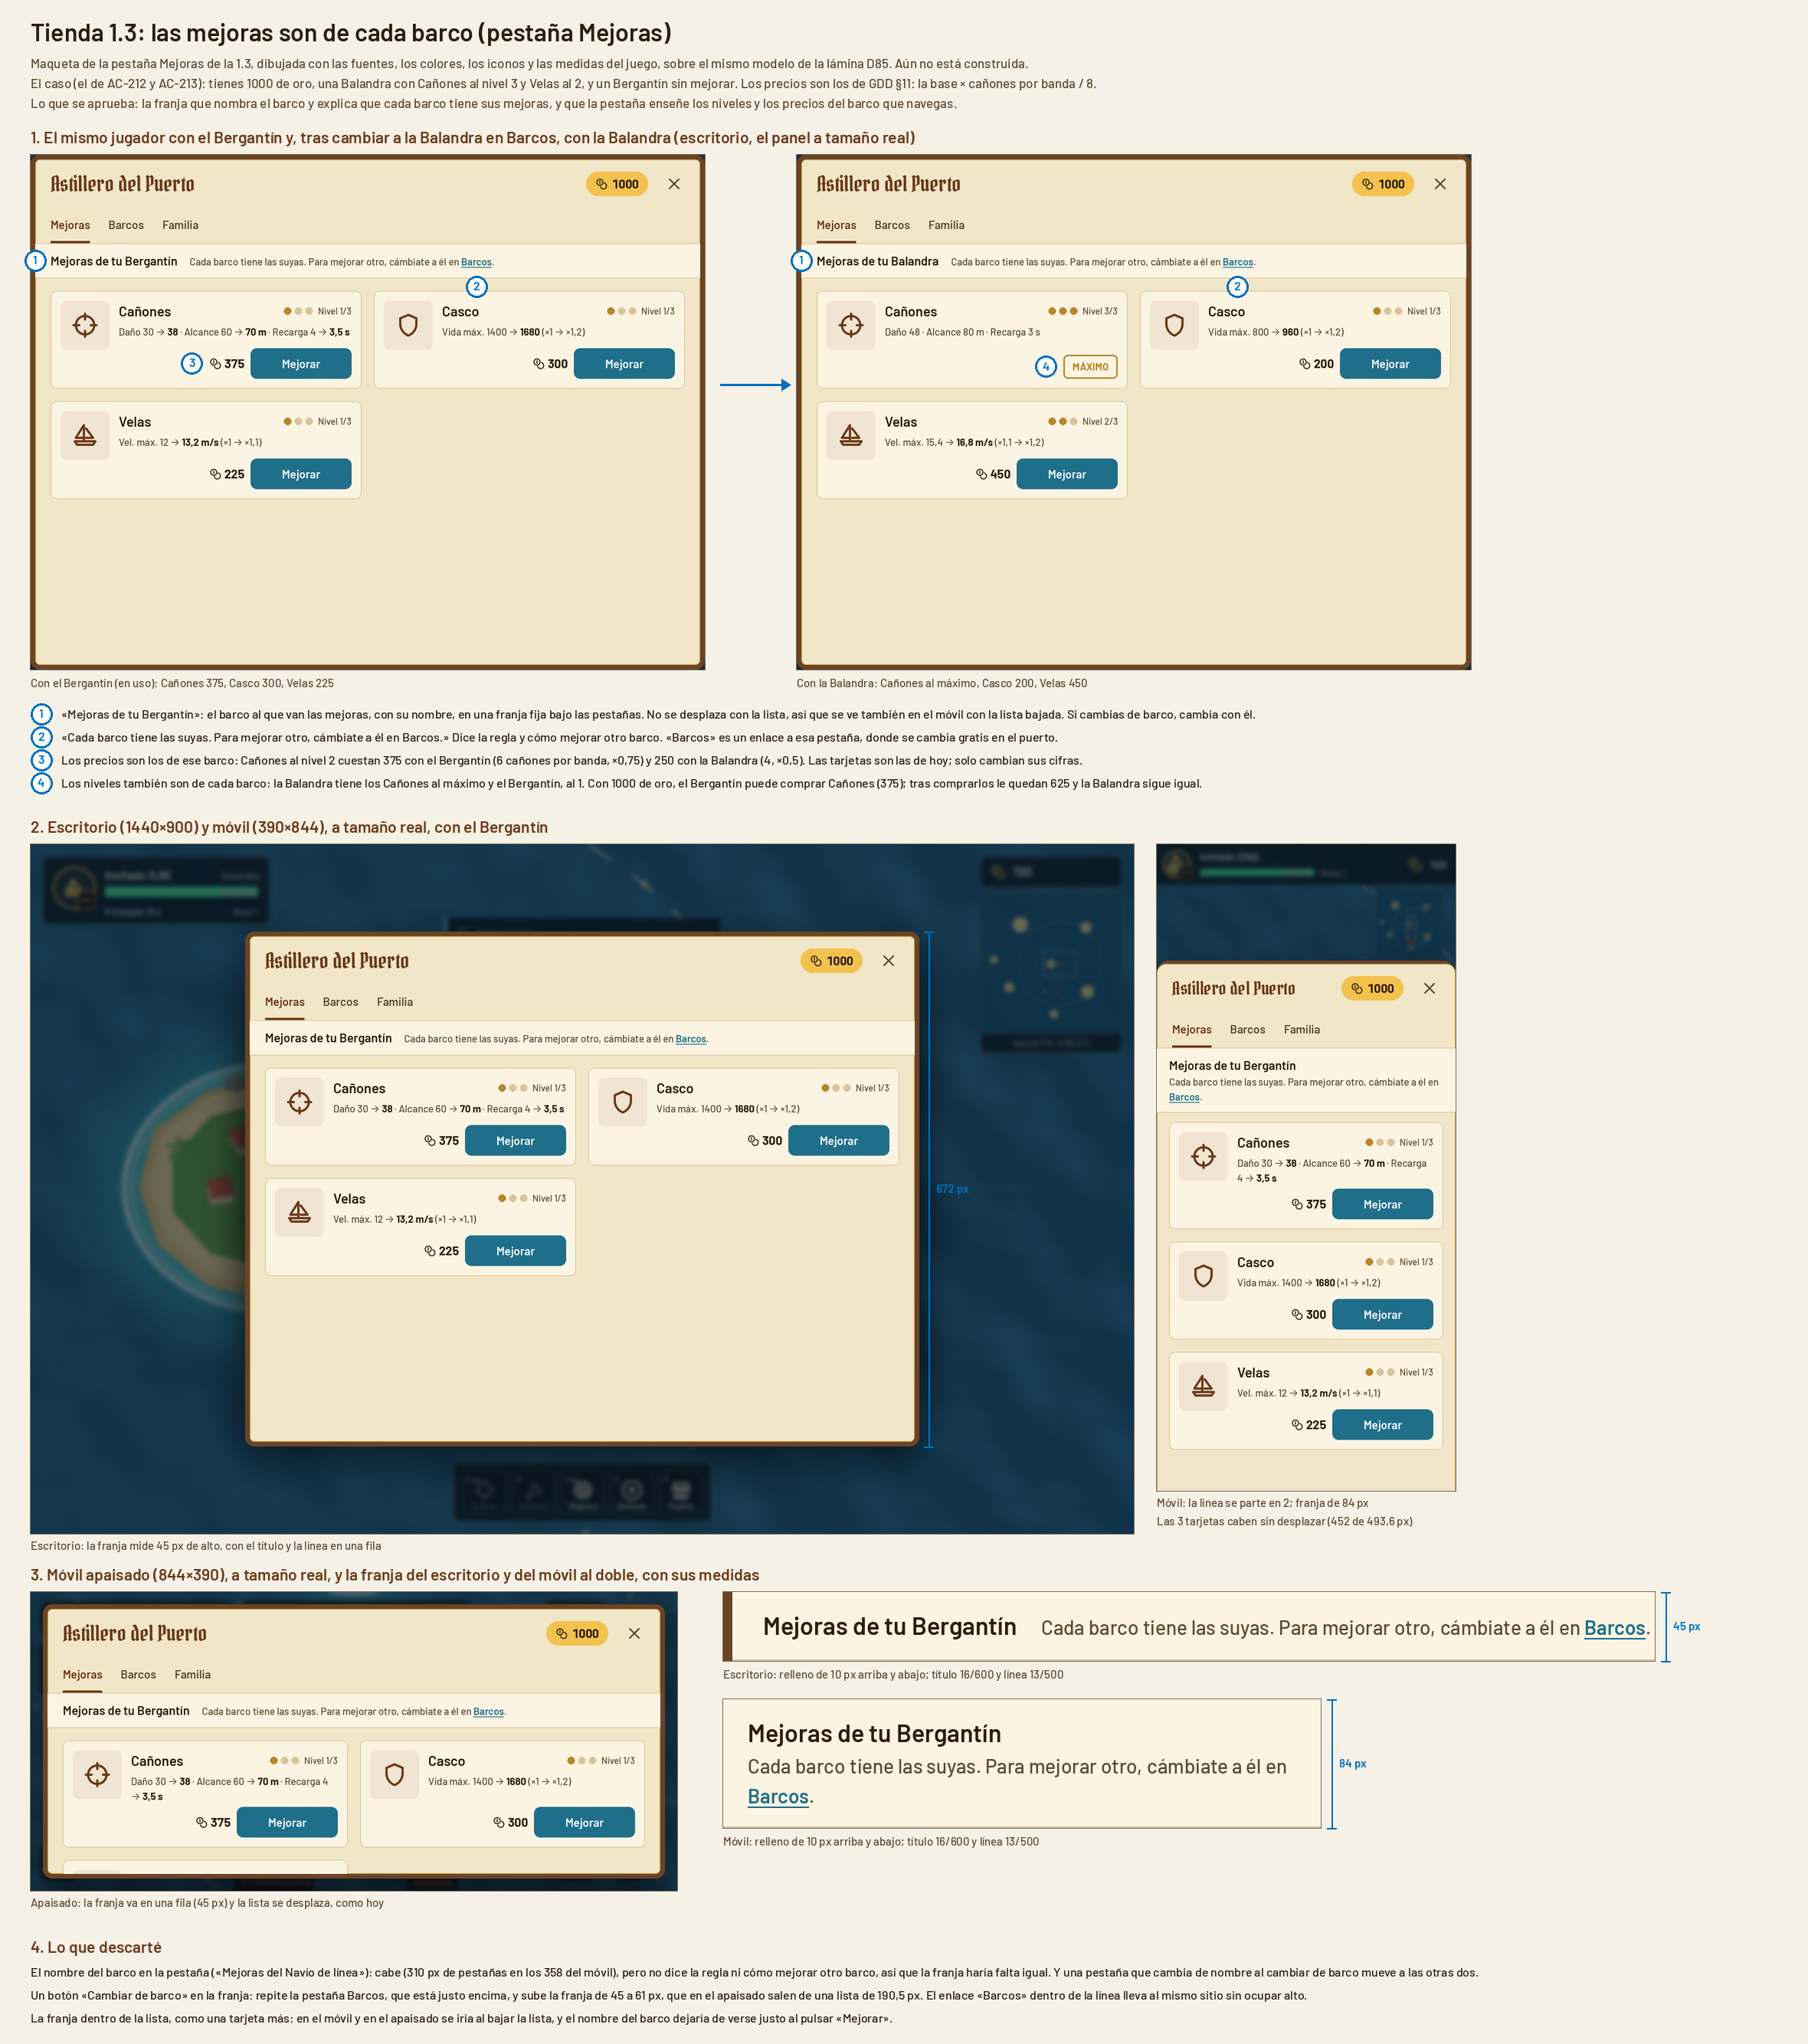 Tienda 1.3: las mejoras son de cada barco (pestaña Mejoras)
Maqueta de la pestaña Mejoras de la 1.3, dibujada con las fuentes, los colores, los iconos y las medidas del juego, sobre el mismo modelo de la lámina D85. Aún no está construida.
El caso (el de AC-212 y AC-213): tienes 1000 de oro, una Balandra con Cañones al nivel 3 y Velas al 2, y un Bergantín sin mejorar. Los precios son los de GDD §11: la base × cañones por banda / 8.
Lo que se aprueba: la franja que nombra el barco y explica que cada barco tiene sus mejoras, y que la pestaña enseñe los niveles y los precios del barco que navegas.
1. El mismo jugador con el Bergantín y, tras cambiar a la Balandra en Barcos, con la Balandra (escritorio, el panel a tamaño real)
Astillero del Puerto
1000
Mejoras Barcos Familia
1 Mejoras de tu Bergantín Cada barco tiene las suyas. Para mejorar otro, cámbiate a él en Barcos.
2
Cañones Nivel 1/3
Daño 30 → 38 · Alcance 60 → 70 m · Recarga 4 → 3,5 s
3 375 Mejorar
Casco Nivel 1/3
Vida máx. 1400 → 1680 (×1 → ×1,2)
300 Mejorar
Velas Nivel 1/3
Vel. máx. 12 → 13,2 m/s (×1 → ×1,1)
225 Mejorar
Astillero del Puerto
1000
Mejoras Barcos Familia
1 Mejoras de tu Balandra Cada barco tiene las suyas. Para mejorar otro, cámbiate a él en Barcos.
2
Cañones Nivel 3/3
Daño 48 · Alcance 80 m · Recarga 3 s
4 MÁXIMO
Casco Nivel 1/3
Vida máx. 800 → 960 (×1 → ×1,2)
200 Mejorar
Velas Nivel 2/3
Vel. máx. 15,4 → 16,8 m/s (×1,1 → ×1,2)
450 Mejorar
Con el Bergantín (en uso): Cañones 375, Casco 300, Velas 225
Con la Balandra: Cañones al máximo, Casco 200, Velas 450
1 «Mejoras de tu Bergantín»: el barco al que van las mejoras, con su nombre, en una franja fija bajo las pestañas. No se desplaza con la lista, así que se ve también en el móvil con la lista bajada. Si cambias de barco, cambia con él.
2 «Cada barco tiene las suyas. Para mejorar otro, cámbiate a él en Barcos.» Dice la regla y cómo mejorar otro barco. «Barcos» es un enlace a esa pestaña, donde se cambia gratis en el puerto.
3 Los precios son los de ese barco: Cañones al nivel 2 cuestan 375 con el Bergantín (6 cañones por banda, ×0,75) y 250 con la Balandra (4, ×0,5). Las tarjetas son las de hoy; solo cambian sus cifras.
4 Los niveles también son de cada barco: la Balandra tiene los Cañones al máximo y el Bergantín, al 1. Con 1000 de oro, el Bergantín puede comprar Cañones (375); tras comprarlos le quedan 625 y la Balandra sigue igual.
2. Escritorio (1440×900) y móvil (390×844), a tamaño real, con el Bergantín
Astillero del Puerto
1000
Mejoras Barcos Familia
Mejoras de tu Bergantín Cada barco tiene las suyas. Para mejorar otro, cámbiate a él en Barcos.
Cañones Nivel 1/3
Daño 30 → 38 · Alcance 60 → 70 m · Recarga 4 → 3,5 s
375 Mejorar
Casco Nivel 1/3
Vida máx. 1400 → 1680 (×1 → ×1,2)
300 Mejorar
Velas Nivel 1/3
Vel. máx. 12 → 13,2 m/s (×1 → ×1,1)
225 Mejorar
672 px
Escritorio: la franja mide 45 px de alto, con el título y la línea en una fila
Astillero del Puerto
1000
Mejoras Barcos Familia
Mejoras de tu Bergantín
Cada barco tiene las suyas. Para mejorar otro, cámbiate a él en
Barcos.
Cañones Nivel 1/3
Daño 30 → 38 · Alcance 60 → 70 m · Recarga
4 → 3,5 s
375 Mejorar
Casco Nivel 1/3
Vida máx. 1400 → 1680 (×1 → ×1,2)
300 Mejorar
Velas Nivel 1/3
Vel. máx. 12 → 13,2 m/s (×1 → ×1,1)
225 Mejorar
Móvil: la línea se parte en 2; franja de 84 px
Las 3 tarjetas caben sin desplazar (452 de 493,6 px)
3. Móvil apaisado (844×390), a tamaño real, y la franja del escritorio y del móvil al doble, con sus medidas
Astillero del Puerto
1000
Mejoras Barcos Familia
Mejoras de tu Bergantín Cada barco tiene las suyas. Para mejorar otro, cámbiate a él en Barcos.
Cañones Nivel 1/3
Daño 30 → 38 · Alcance 60 → 70 m · Recarga 4
→ 3,5 s
375 Mejorar
Casco Nivel 1/3
Vida máx. 1400 → 1680 (×1 → ×1,2)
300 Mejorar
Apaisado: la franja va en una fila (45 px) y la lista se desplaza, como hoy
Mejoras de tu Bergantín Cada barco tiene las suyas. Para mejorar otro, cámbiate a él en Barcos.
45 px
Escritorio: relleno de 10 px arriba y abajo; título 16/600 y línea 13/500
Mejoras de tu Bergantín
Cada barco tiene las suyas. Para mejorar otro, cámbiate a él en
Barcos.
84 px
Móvil: relleno de 10 px arriba y abajo; título 16/600 y línea 13/500
4. Lo que descarté
El nombre del barco en la pestaña («Mejoras del Navío de línea»): cabe (310 px de pestañas en los 358 del móvil), pero no dice la regla ni cómo mejorar otro barco, así que la franja haría falta igual. Y una pestaña que cambia de nombre al cambiar de barco mueve a las otras dos.
Un botón «Cambiar de barco» en la franja: repite la pestaña Barcos, que está justo encima, y sube la franja de 45 a 61 px, que en el apaisado salen de una lista de 190,5 px. El enlace «Barcos» dentro de la línea lleva al mismo sitio sin ocupar alto.
La franja dentro de la lista, como una tarjeta más: en el móvil y en el apaisado se iría al bajar la lista, y el nombre del barco dejaría de verse justo al pulsar «Mejorar».